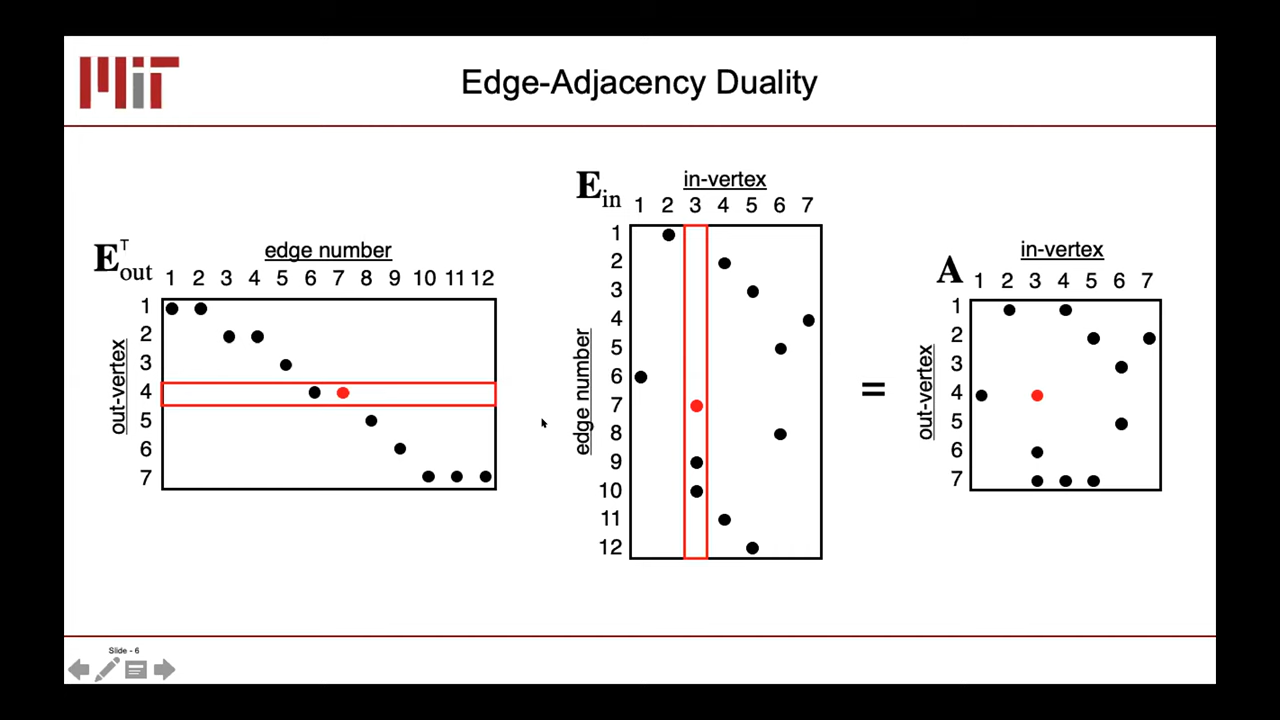 MIT
Edge-Adjacency Duality
E T out
edge number
1 2 3 4 5 6 7 8 9 10 11 12
out-vertex
1
2
3
4
5
6
7
E in
in-vertex
1 2 3 4 5 6 7
edge number
1
2
3
4
5
6
7
8
9
10
11
12
=
A
in-vertex
1 2 3 4 5 6 7
out-vertex
1
2
3
4
5
6
7
Slide - 6